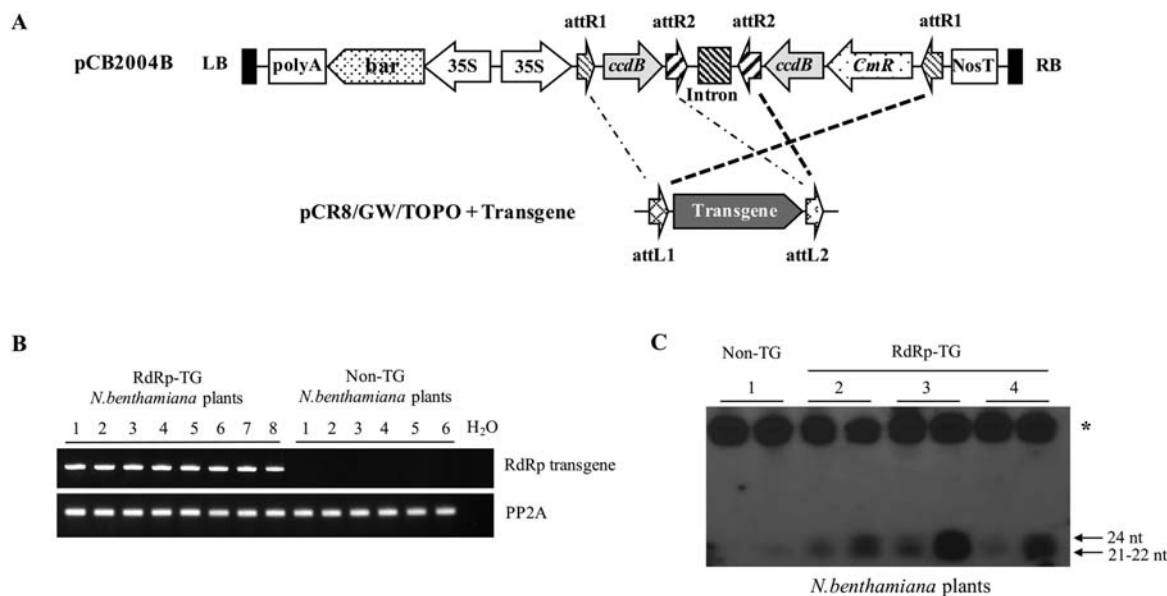 A
attR1 attR2 attR2 attR1
pCB2004B LB polyA bar 35S 35S ccdB ccdB CmR NosT RB
Intron
pCR8/GW/TOPO + Transgene Transgene
attL1 attL2
B
RdRp-TG Non-TG
N.benthamiana plants N.benthamiana plants
1 2 3 4 5 6 7 8 1 2 3 4 5 6 H₂O
RdRp transgene
PP2A
C
Non-TG RdRp-TG
1 2 3 4
*
24 nt
21-22 nt
N.benthamiana plants